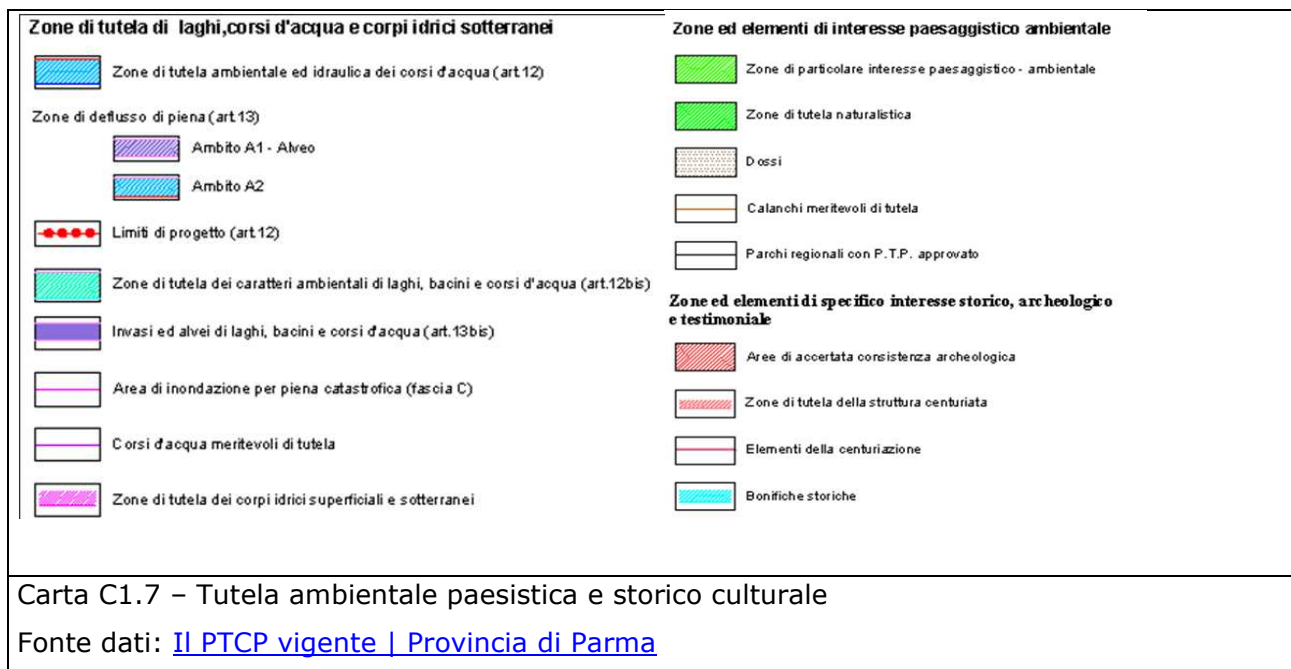 Zone di tutela di laghi,corsi d'acqua e corpi idrici sotterranei
Zone di tutela ambientale ed idraulica dei corsi d'acqua (art.12)
Zone di deflusso di piena (art.13)
Ambito A1 - Alveo
Ambito A2
Limiti di progetto (art.12)
Zone di tutela dei caratteri ambientali di laghi, bacini e corsi d'acqua (art.12bis)
Invasi ed alvei di laghi, bacini e corsi d'acqua (art.13bis)
Area di inondazione per piena catastrofica (fascia C)
Corsi d'acqua meritevoli di tutela
Zone di tutela dei corpi idrici superficiali e sotterranei
Zone ed elementi di interesse paesaggistico ambientale
Zone di particolare interesse paesaggistico - ambientale
Zone di tutela naturalistica
Dossi
Calanchi meritevoli di tutela
Parchi regionali con P.T.P. approvato
Zone ed elementi di specifico interesse storico, archeologico
e testimoniale
Aree di accertata consistenza archeologica
Zone di tutela della struttura centuriata
Elementi della centuriazione
Bonifiche storiche
Carta C1.7 – Tutela ambientale paesistica e storico culturale
Fonte dati: Il PTCP vigente | Provincia di Parma